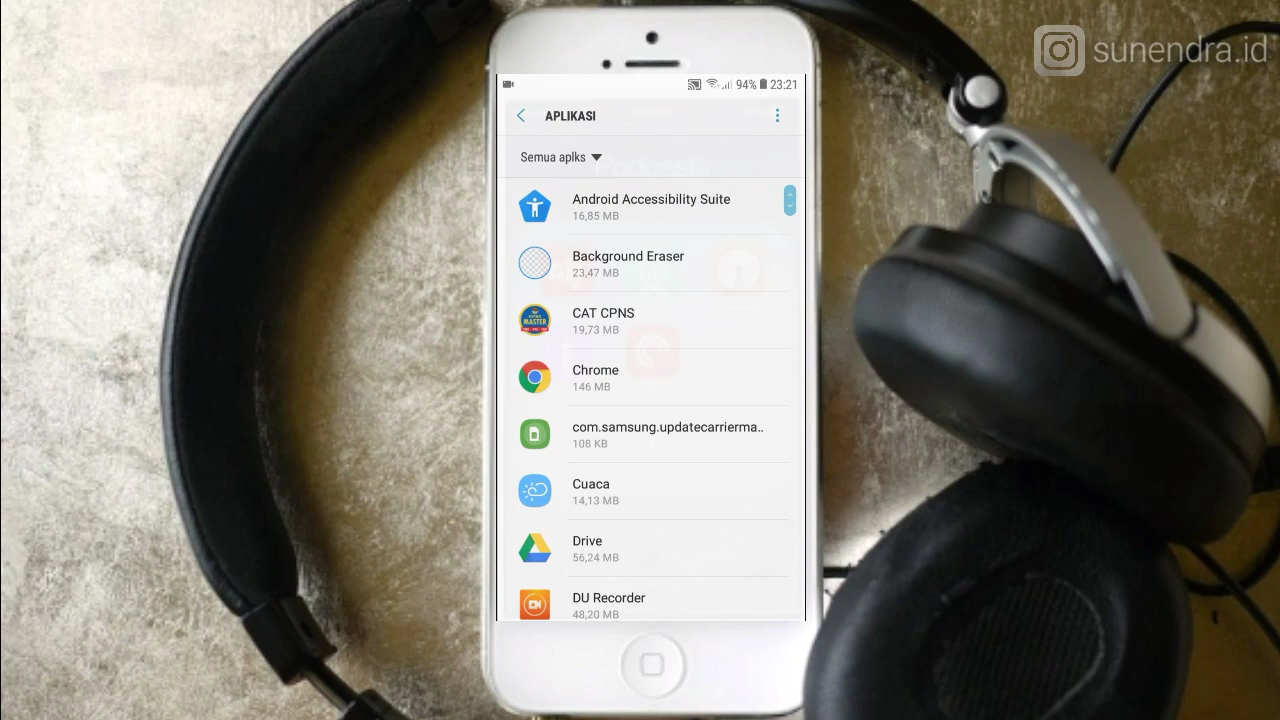 sunendra.id
94% 23:21
APLIKASI
Semua aplks
Android Accessibility Suite
16,85 MB
Background Eraser
23,47 MB
MASTER
CAT CPNS
19,73 MB
Chrome
146 MB
com.samsung.updatecarrierma..
108 KB
Cuaca
14,13 MB
Drive
56,24 MB
DU Recorder
48,20 MB